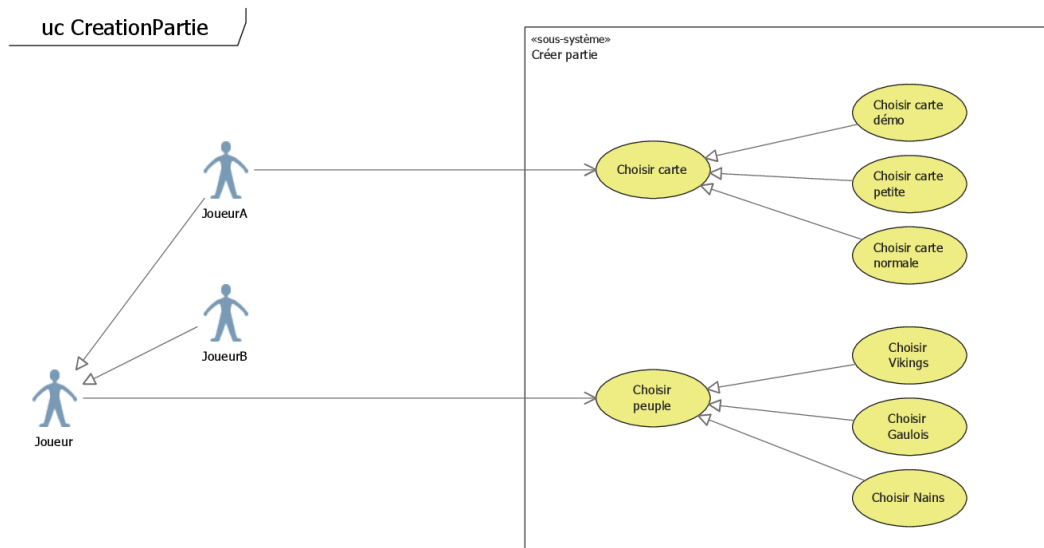 uc CreationPartie
«sous-système»
Créer partie
JoueurA
JoueurB
Joueur
Choisir carte
Choisir carte
démo
Choisir carte
petite
Choisir carte
normale
Choisir
peuple
Choisir
Vikings
Choisir
Gaulois
Choisir Nains